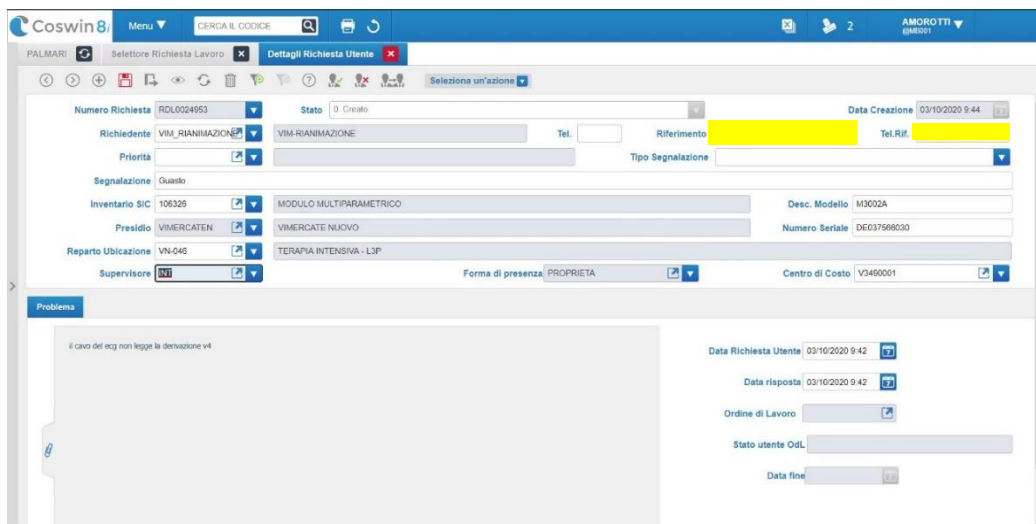 Coswin 8i Menu CERCA IL CODICE 2 AMOROTTI
@ME001
PALMARI Selettore Richiesta Lavoro Dettagli Richiesta Utente
Seleziona un'azione
Numero Richiesta RDL0024953 Stato 0. Creato Data Creazione 03/10/2020 9:44
Richiedente VIM_RIANIMAZIONE VIM-RIANIMAZIONE Tel. Riferimento Tel.Rif.
Priorità Tipo Segnalazione
Segnalazione Guasto
Inventario SIC 106326 MODULO MULTIPARAMETRICO Desc. Modello M3002A
Presidio VIMERCATEN VIMERCATE NUOVO Numero Seriale DE037566030
Reparto Ubicazione VN-046 TERAPIA INTENSIVA - L3P
Supervisore INT Forma di presenza PROPRIETA Centro di Costo V3490001
Problema
il cavo del ecg non legge la derivazione v4
Data Richiesta Utente 03/10/2020 9:42
Data risposta 03/10/2020 9:42
Ordine di Lavoro
Stato utente OdL
Data fine